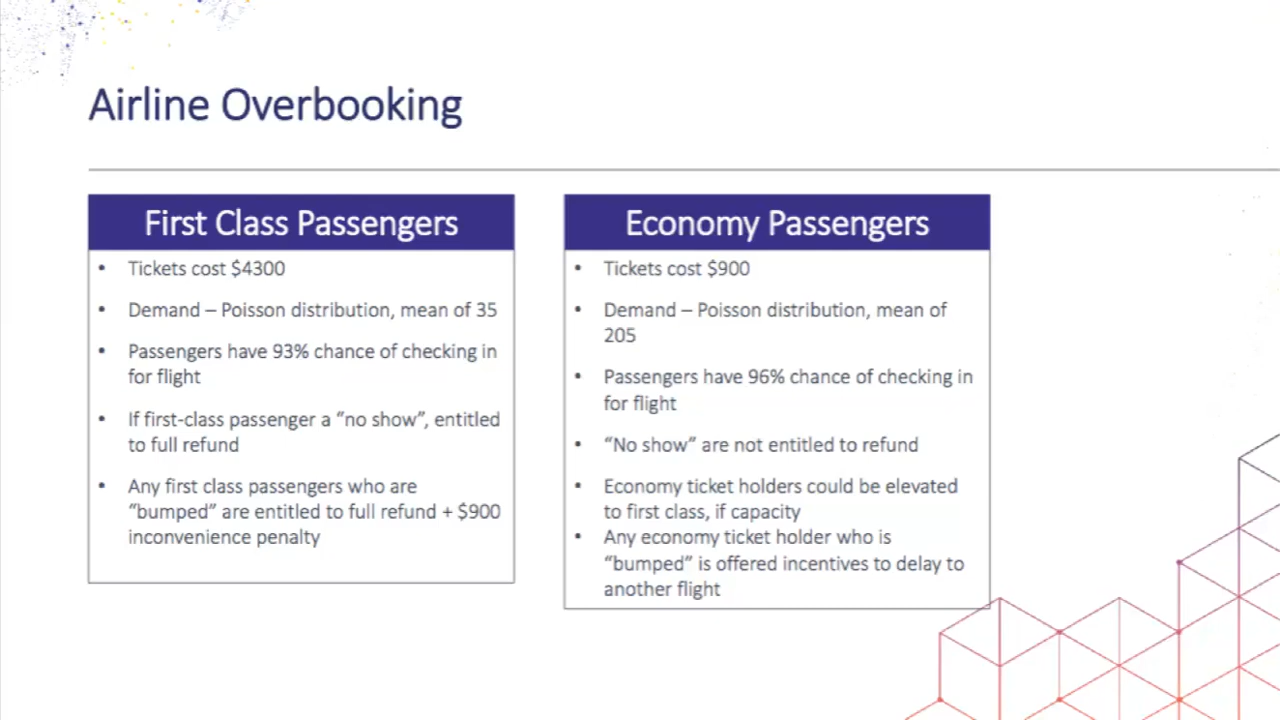 Airline Overbooking
First Class Passengers
• Tickets cost $4300
• Demand – Poisson distribution, mean of 35
• Passengers have 93% chance of checking in
for flight
• If first-class passenger a “no show”, entitled
to full refund
• Any first class passengers who are
“bumped” are entitled to full refund + $900
inconvenience penalty
Economy Passengers
• Tickets cost $900
• Demand – Poisson distribution, mean of
205
• Passengers have 96% chance of checking in
for flight
• “No show” are not entitled to refund
• Economy ticket holders could be elevated
to first class, if capacity
• Any economy ticket holder who is
“bumped” is offered incentives to delay to
another flight